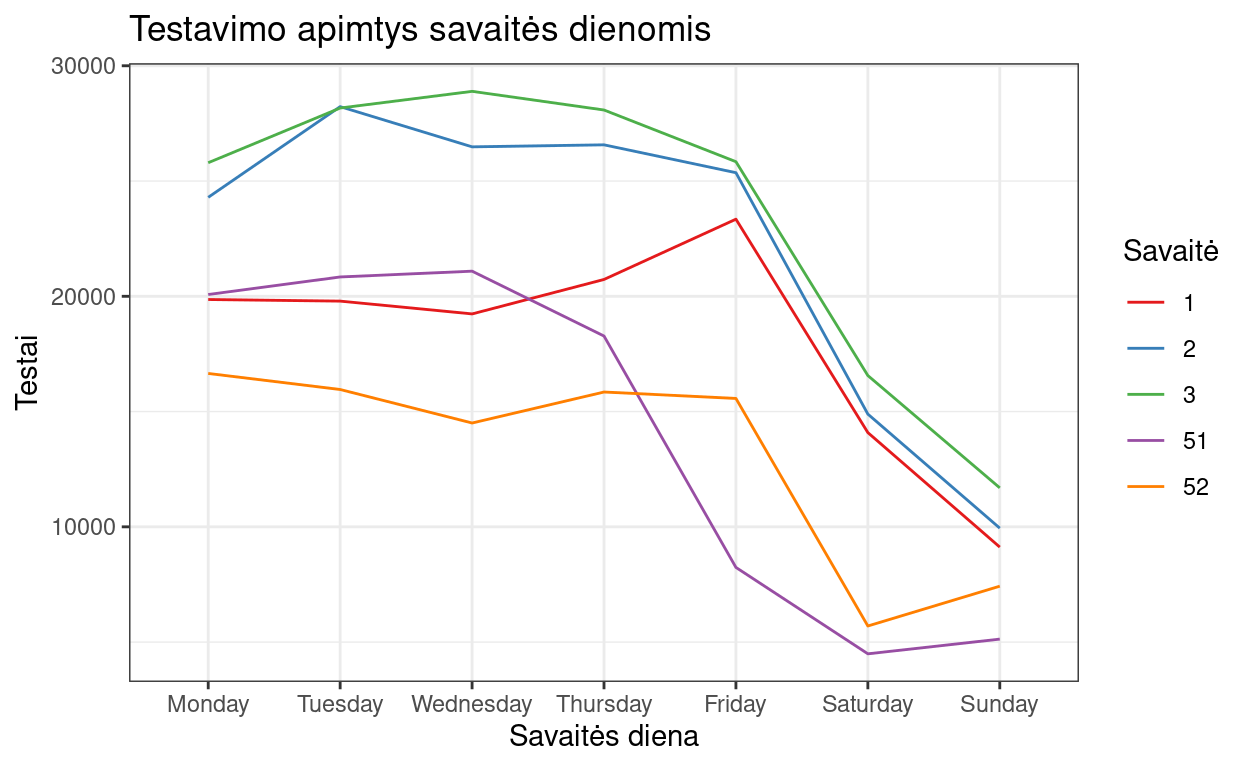 Testavimo apimtys savaitės dienomis
30000
20000
10000
Testai
Monday Tuesday Wednesday Thursday Friday Saturday Sunday
Savaitės diena
Savaitė
1
2
3
51
52